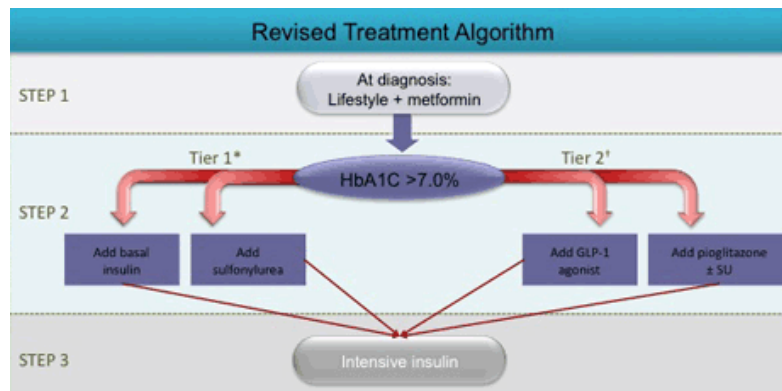 Revised Treatment Algorithm
STEP 1
At diagnosis:
Lifestyle + metformin
Tier 1*
Tier 2†
HbA1C >7.0%
STEP 2
Add basal
insulin
Add
sulfonylurea
Add GLP-1
agonist
Add pioglitazone
± SU
STEP 3
Intensive insulin